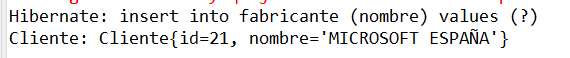 Hibernate: insert into fabricante (nombre) values (?)
Cliente: Cliente{id=21, nombre='MICROSOFT ESPAÑA'}